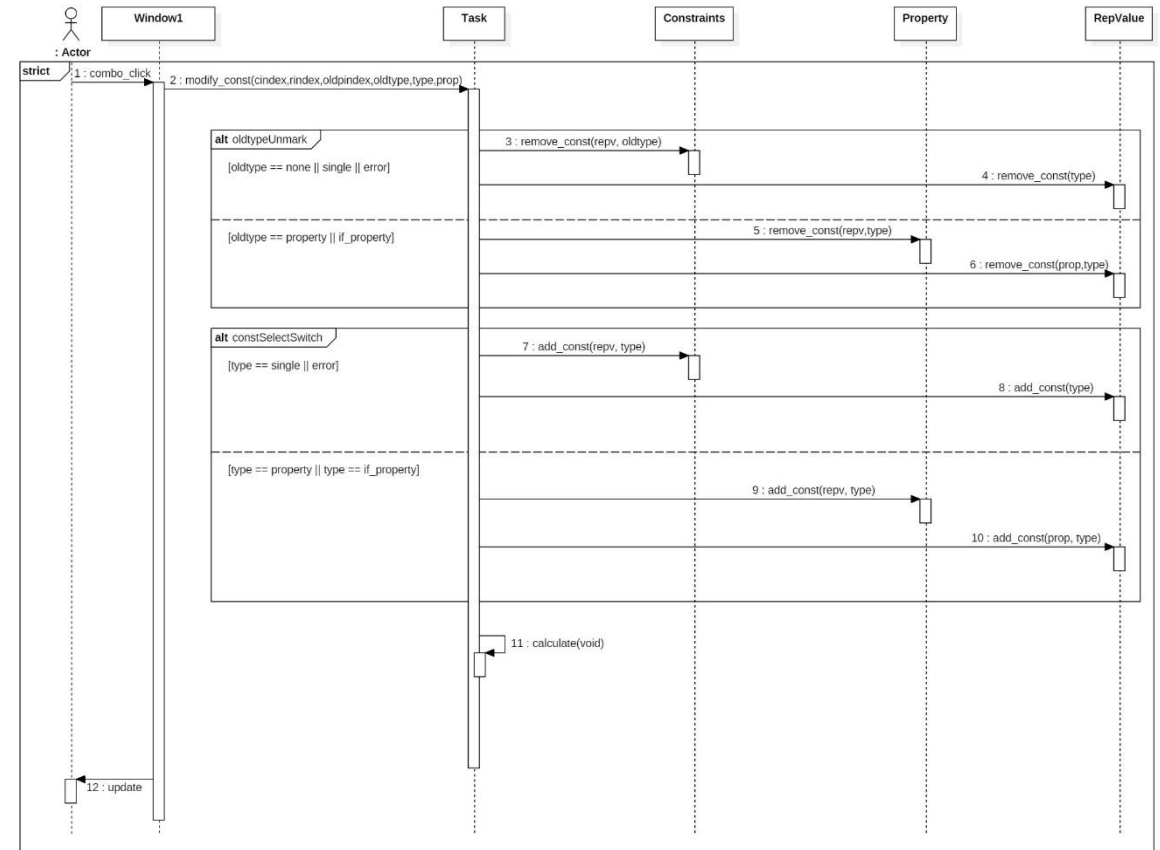 Window1
Task
Constraints
Property
RepValue
: Actor
strict
1 : combo_click
2 : modify_const(cindex,rindex,oldpindex,oldtype,type,prop)
alt oldtypeUnmark
3 : remove_const(repv, oldtype)
[oldtype == none || single || error]
4 : remove_const(type)
5 : remove_const(repv,type)
[oldtype == property || if_property]
6 : remove_const(prop,type)
alt constSelectSwitch
7 : add_const(repv, type)
[type == single || error]
8 : add_const(type)
[type == property || type == if_property]
9 : add_const(repv, type)
10 : add_const(prop, type)
11 : calculate(void)
12 : update